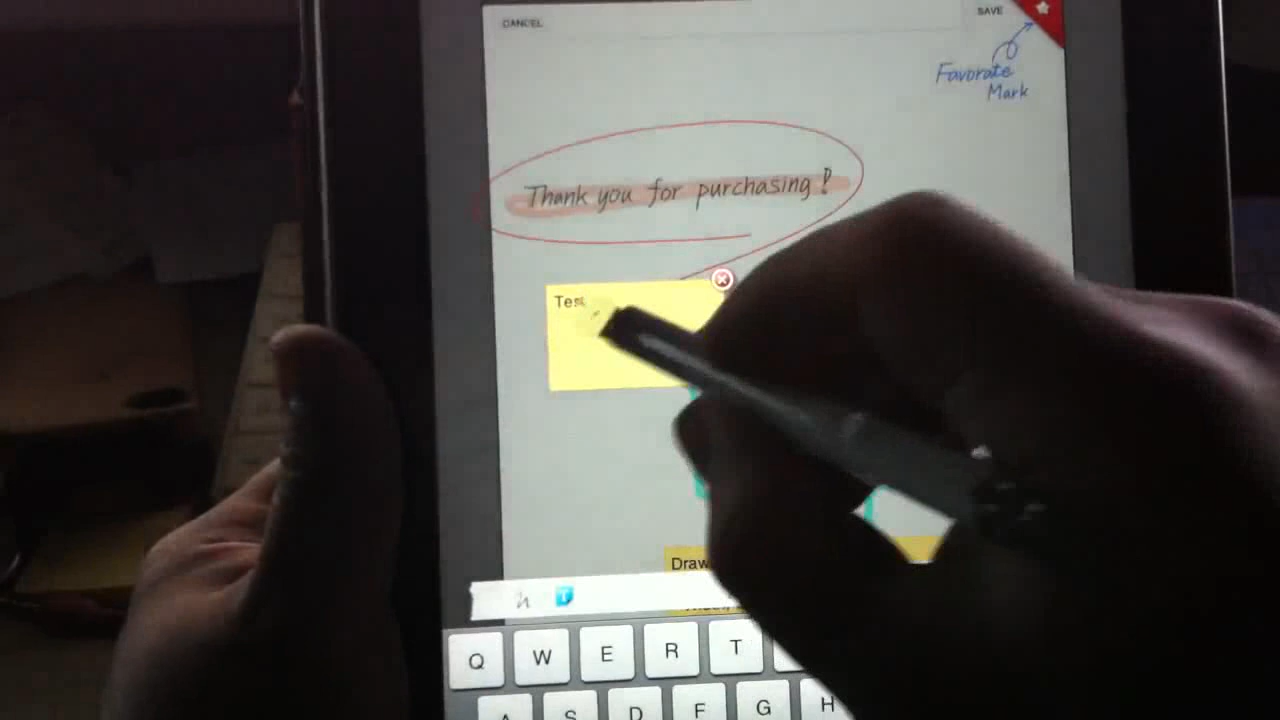 CANCEL
SAVE
Favorate
Mark
Thank you for purchasing!
Tes
Draw
Q W E R T
A S D F G H